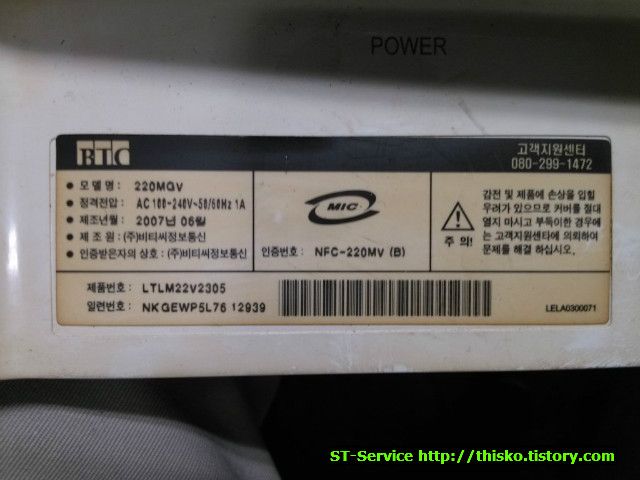 POWER
BTC
고객지원센터
080-299-1472
• 모 델 명 : 220MGV
• 정격전압 : AC 100-240V~50/60Hz 1A
• 제조년월 : 2007년 06월
• 제 조 원 : (주)비티씨정보통신
• 인증받은자의 상호 : (주)비티씨정보통신
MIC
인증번호: NFC-220MV (B)
주 의!
감전 및 제품에 손상을 입힐
우려가 있으므로 커버를 절대
열지 마시고 부득이한 경우에
는 고객지원센타에 의뢰하여
문제를 해결 하십시오.
제품번호: LTLM22V2305
일련번호: NKGEWP5L76 12939
LELA0300071
ST-Service http://thisko.tistory.com